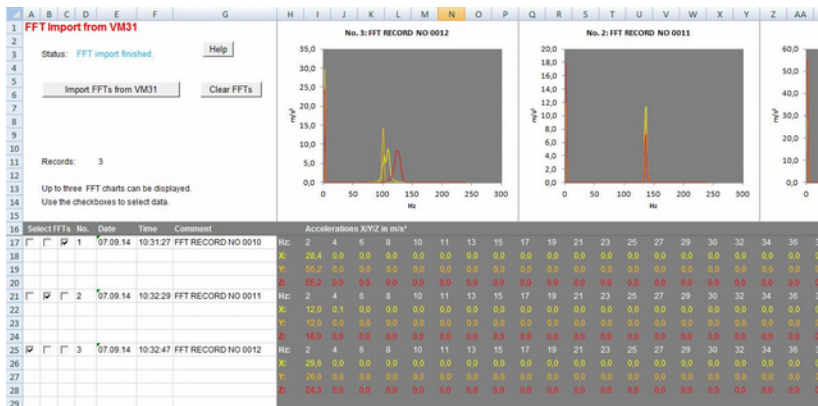 A B C D E F G H I J K L M N O P Q R S T U V W X Y Z AA
1 FFT Import from VM31
2
3 Status: FFT import finished. Help
4
5
6 Import FFTs from VM31 Clear FFTs
7
8
9
10
11 Records: 3
12
13 Up to three FFT charts can be displayed.
14 Use the checkboxes to select data.
15
No. 3: FFT RECORD NO 0012
35,0
30,0
25,0
20,0
15,0
10,0
5,0
0,0
m/s²
0 50 100 150 200 250 300
Hz
No. 2: FFT RECORD NO 0011
20,0
18,0
16,0
14,0
12,0
10,0
8,0
6,0
4,0
2,0
0,0
m/s²
0 50 100 150 200 250 300
Hz
60,0
50,0
40,0
30,0
20,0
10,0
0,0
m/s²
0
16 Select FFTs No. Date Time Comment Accelerations X/Y/Z in m/s²
17 1 07.09.14 10:31:27 FFT RECORD NO 0010 Hz: 2 4 6 8 10 11 13 15 17 19 21 23 25 27 29 30 32 34 36
18 X: 28,4 0,0 0,0 0,0 0,0 0,0 0,0 0,0 0,0 0,0 0,0 0,0 0,0 0,0 0,0 0,0 0,0 0,0 0,0
19 Y: 55,2 0,0 0,0 0,0 0,0 0,0 0,0 0,0 0,0 0,0 0,0 0,0 0,0 0,0 0,0 0,0 0,0 0,0 0,0
20 Z: 55,2 0,0 0,0 0,0 0,0 0,0 0,0 0,0 0,0 0,0 0,0 0,0 0,0 0,0 0,0 0,0 0,0 0,0 0,0
21 2 07.09.14 10:32:29 FFT RECORD NO 0011 Hz: 2 4 6 8 10 11 13 15 17 19 21 23 25 27 29 30 32 34 36
22 X: 12,0 0,1 0,0 0,0 0,0 0,0 0,0 0,0 0,0 0,0 0,0 0,0 0,0 0,0 0,0 0,0 0,0 0,0 0,0
23 Y: 12,0 0,0 0,0 0,0 0,0 0,0 0,0 0,0 0,0 0,0 0,0 0,0 0,0 0,0 0,0 0,0 0,0 0,0 0,0
24 Z: 18,0 0,0 0,0 0,0 0,0 0,0 0,0 0,0 0,0 0,0 0,0 0,0 0,0 0,0 0,0 0,0 0,0 0,0 0,0
25 3 07.09.14 10:32:47 FFT RECORD NO 0012 Hz: 2 4 6 8 10 11 13 15 17 19 21 23 25 27 29 30 32 34 36
26 X: 29,6 0,0 0,0 0,0 0,0 0,0 0,0 0,0 0,0 0,0 0,0 0,0 0,0 0,0 0,0 0,0 0,0 0,0 0,0
27 Y: 26,0 0,0 0,0 0,0 0,0 0,0 0,0 0,0 0,0 0,0 0,0 0,0 0,0 0,0 0,0 0,0 0,0 0,0 0,0
28 Z: 24,3 0,0 0,0 0,0 0,0 0,0 0,0 0,0 0,0 0,0 0,0 0,0 0,0 0,0 0,0 0,0 0,0 0,0 0,0
29